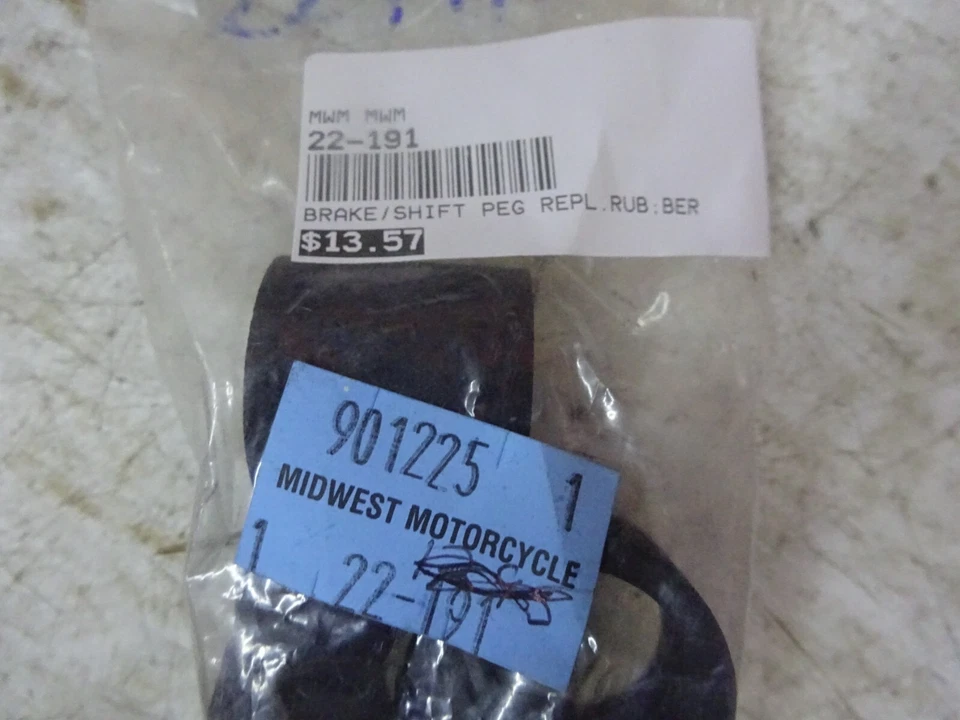 MWM MWM
22-191
BRAKE/SHIFT PEG REPL.RUB:BER
$13.57
901225 1
MIDWEST MOTORCYCLE
1 22-191